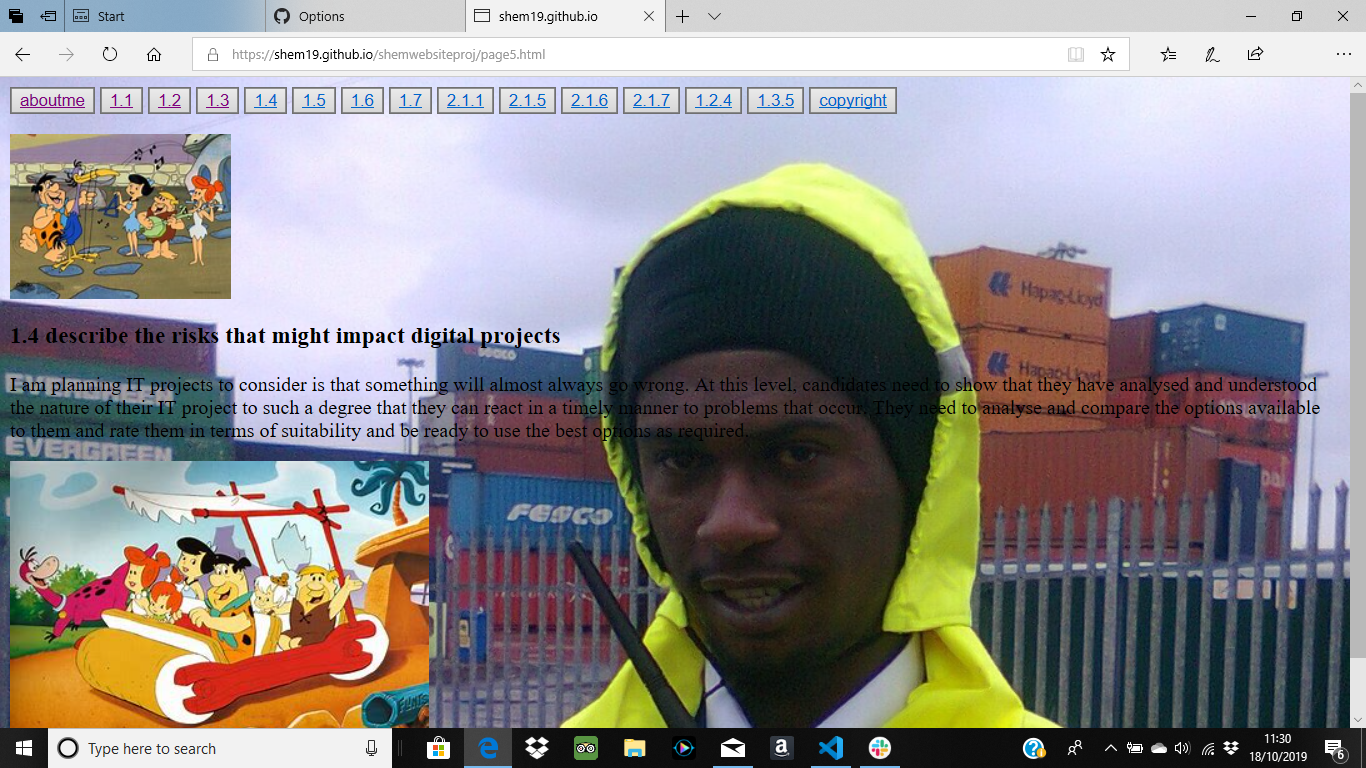 Start
Options
shem19.github.io
https://shem19.github.io/shemwebsiteproj/page5.html
aboutme 1.1 1.2 1.3 1.4 1.5 1.6 1.7 2.1.1 2.1.5 2.1.6 2.1.7 1.2.4 1.3.5 copyright
Hapag-Lloyd
1.4 describe the risks that might impact digital projects
Hapag-Lloyd
I am planning IT projects to consider is that something will almost always go wrong. At this level, candidates need to show that they have analysed and understood
the nature of their IT project to such a degree that they can react in a timely manner to problems that occur. They need to analyse and compare the options available
to them and rate them in terms of suitability and be ready to use the best options as required.
EVERGREEN
FESCO
Type here to search
11:30
18/10/2019
6